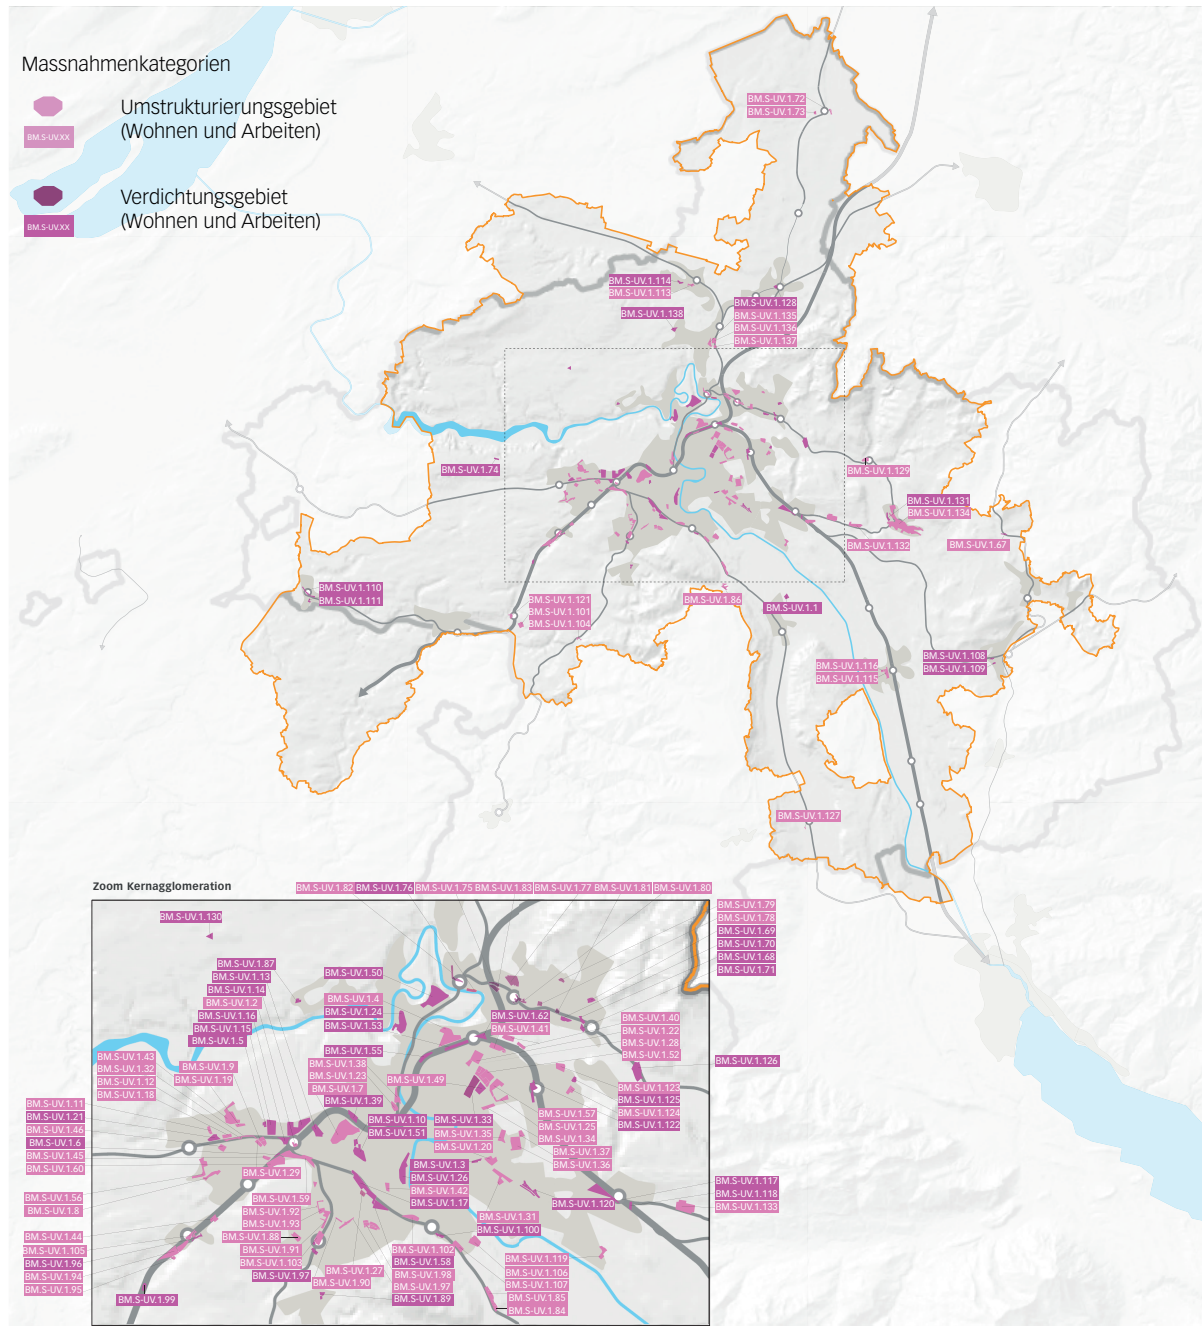 Massnahmenkategorien
Umstrukturierungsgebiet
(Wohnen und Arbeiten)
BM.S-UV.XX
Verdichtungsgebiet
(Wohnen und Arbeiten)
BM.S-UV.XX
BM.S-UV.1.72
BM.S-UV.1.73
BM.S-UV.1.114
BM.S-UV.1.113
BM.S-UV.1.138
BM.S-UV.1.128
BM.S-UV.1.135
BM.S-UV.1.136
BM.S-UV.1.137
BM.S-UV.1.74
BM.S-UV.1.129
BM.S-UV.1.131
BM.S-UV.1.134
BM.S-UV.1.132
BM.S-UV.1.67
BM.S-UV.1.110
BM.S-UV.1.111
BM.S-UV.1.121
BM.S-UV.1.101
BM.S-UV.1.104
BM.S-UV.1.86
BM.S-UV.1.1
BM.S-UV.1.116
BM.S-UV.1.115
BM.S-UV.1.108
BM.S-UV.1.109
BM.S-UV.1.127
Zoom Kernagglomeration
BM.S-UV.1.82 BM.S-UV.1.76 BM.S-UV.1.75 BM.S-UV.1.83 BM.S-UV.1.77 BM.S-UV.1.81 BM.S-UV.1.80
BM.S-UV.1.79
BM.S-UV.1.78
BM.S-UV.1.69
BM.S-UV.1.70
BM.S-UV.1.68
BM.S-UV.1.71
BM.S-UV.1.130
BM.S-UV.1.87
BM.S-UV.1.13
BM.S-UV.1.14
BM.S-UV.1.2
BM.S-UV.1.16
BM.S-UV.1.15
BM.S-UV.1.5
BM.S-UV.1.50
BM.S-UV.1.4
BM.S-UV.1.24
BM.S-UV.1.53
BM.S-UV.1.62
BM.S-UV.1.41
BM.S-UV.1.40
BM.S-UV.1.22
BM.S-UV.1.28
BM.S-UV.1.52
BM.S-UV.1.43
BM.S-UV.1.32
BM.S-UV.1.12
BM.S-UV.1.18
BM.S-UV.1.9
BM.S-UV.1.19
BM.S-UV.1.55
BM.S-UV.1.38
BM.S-UV.1.23
BM.S-UV.1.7
BM.S-UV.1.39
BM.S-UV.1.49
BM.S-UV.1.126
BM.S-UV.1.123
BM.S-UV.1.125
BM.S-UV.1.124
BM.S-UV.1.122
BM.S-UV.1.11
BM.S-UV.1.21
BM.S-UV.1.46
BM.S-UV.1.6
BM.S-UV.1.45
BM.S-UV.1.60
BM.S-UV.1.10
BM.S-UV.1.51
BM.S-UV.1.33
BM.S-UV.1.35
BM.S-UV.1.20
BM.S-UV.1.57
BM.S-UV.1.25
BM.S-UV.1.34
BM.S-UV.1.37
BM.S-UV.1.36
BM.S-UV.1.29
BM.S-UV.1.3
BM.S-UV.1.26
BM.S-UV.1.42
BM.S-UV.1.17
BM.S-UV.1.117
BM.S-UV.1.118
BM.S-UV.1.133
BM.S-UV.1.56
BM.S-UV.1.8
BM.S-UV.1.59
BM.S-UV.1.92
BM.S-UV.1.93
BM.S-UV.1.88
BM.S-UV.1.91
BM.S-UV.1.103
BM.S-UV.1.97
BM.S-UV.1.120
BM.S-UV.1.31
BM.S-UV.1.100
BM.S-UV.1.44
BM.S-UV.1.105
BM.S-UV.1.96
BM.S-UV.1.94
BM.S-UV.1.95
BM.S-UV.1.27
BM.S-UV.1.90
BM.S-UV.1.102
BM.S-UV.1.58
BM.S-UV.1.98
BM.S-UV.1.97
BM.S-UV.1.89
BM.S-UV.1.119
BM.S-UV.1.106
BM.S-UV.1.107
BM.S-UV.1.85
BM.S-UV.1.84
BM.S-UV.1.99